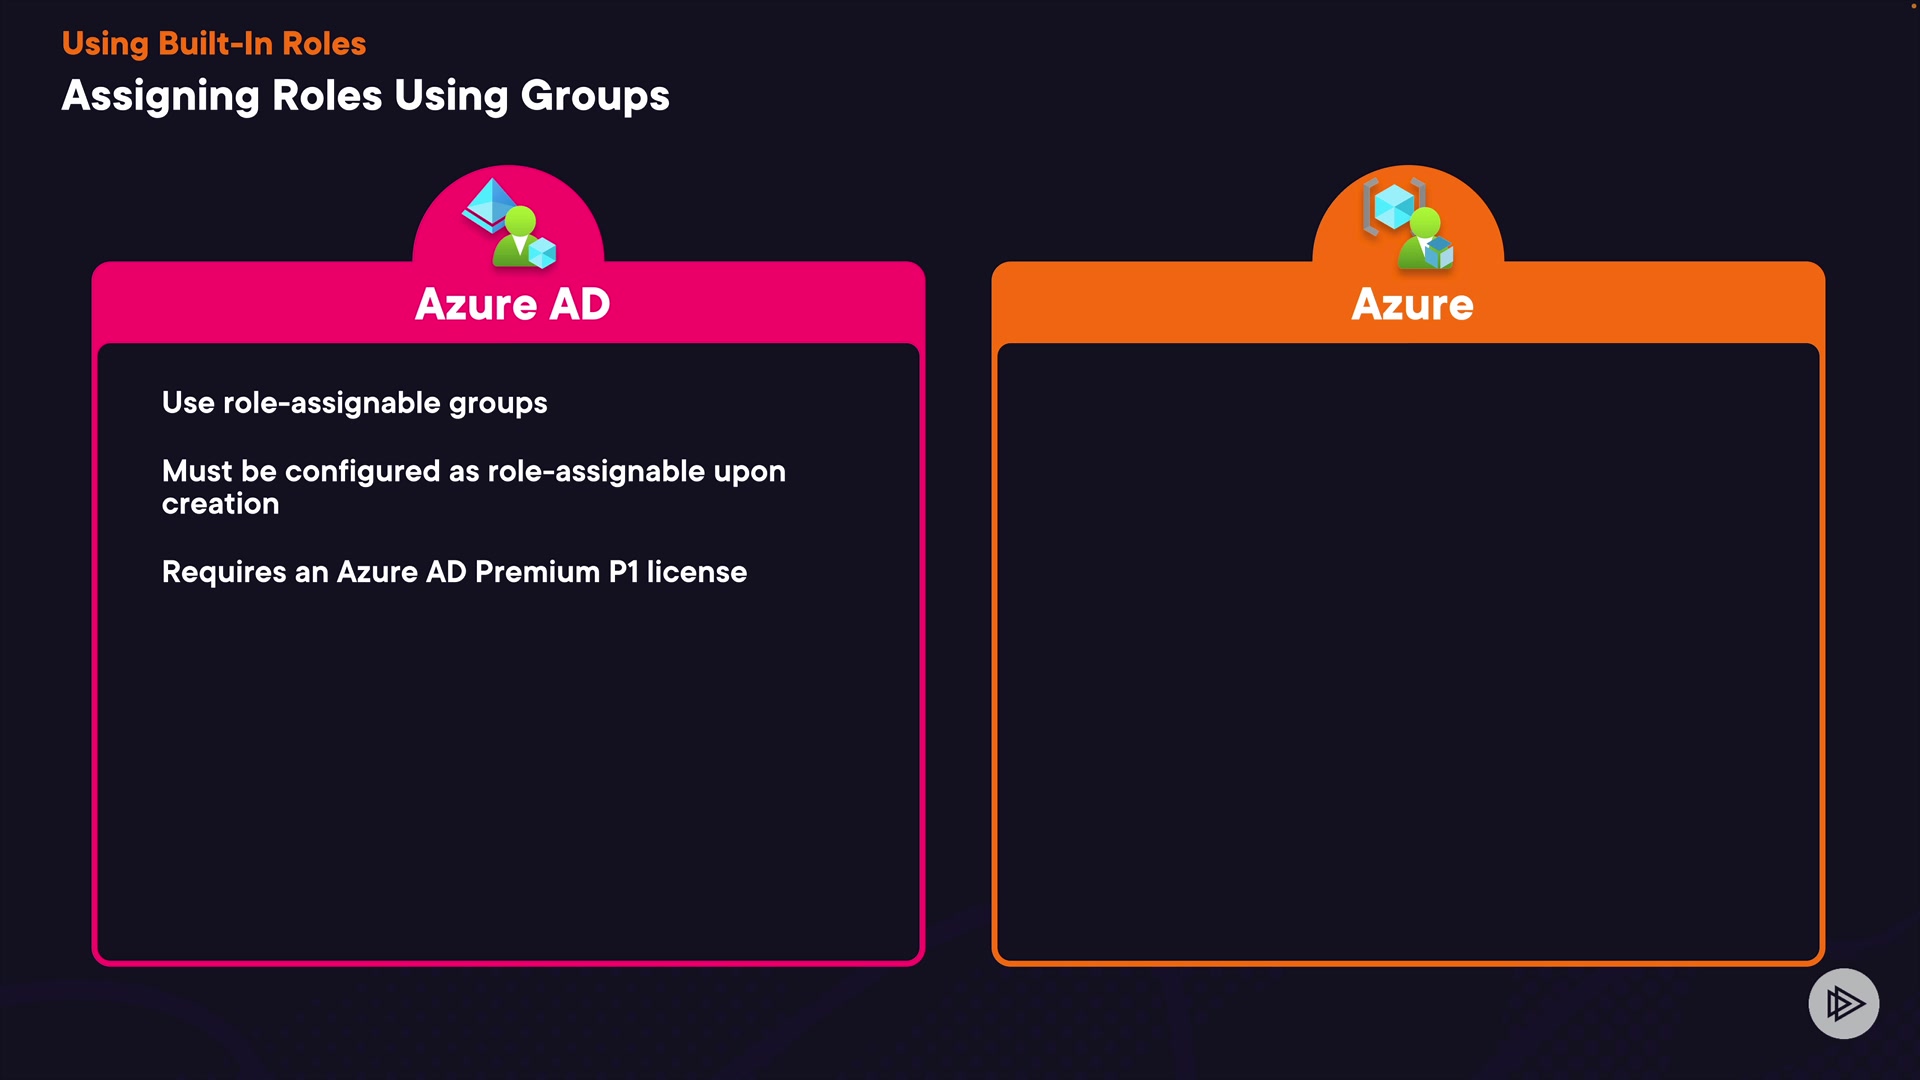 Using Built-In Roles
Assigning Roles Using Groups
Azure AD
Use role-assignable groups
Must be configured as role-assignable upon
creation
Requires an Azure AD Premium P1 license
Azure